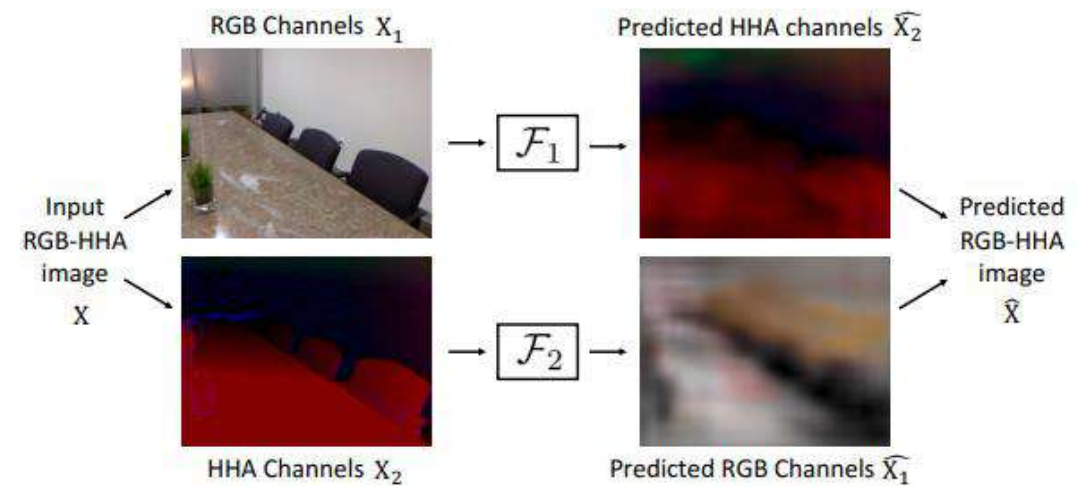 RGB Channels X₁
Predicted HHA channels X̂₂
ℱ₁
Input
RGB-HHA
image
X
Predicted
RGB-HHA
image
X̂
ℱ₂
HHA Channels X₂
Predicted RGB Channels X̂₁